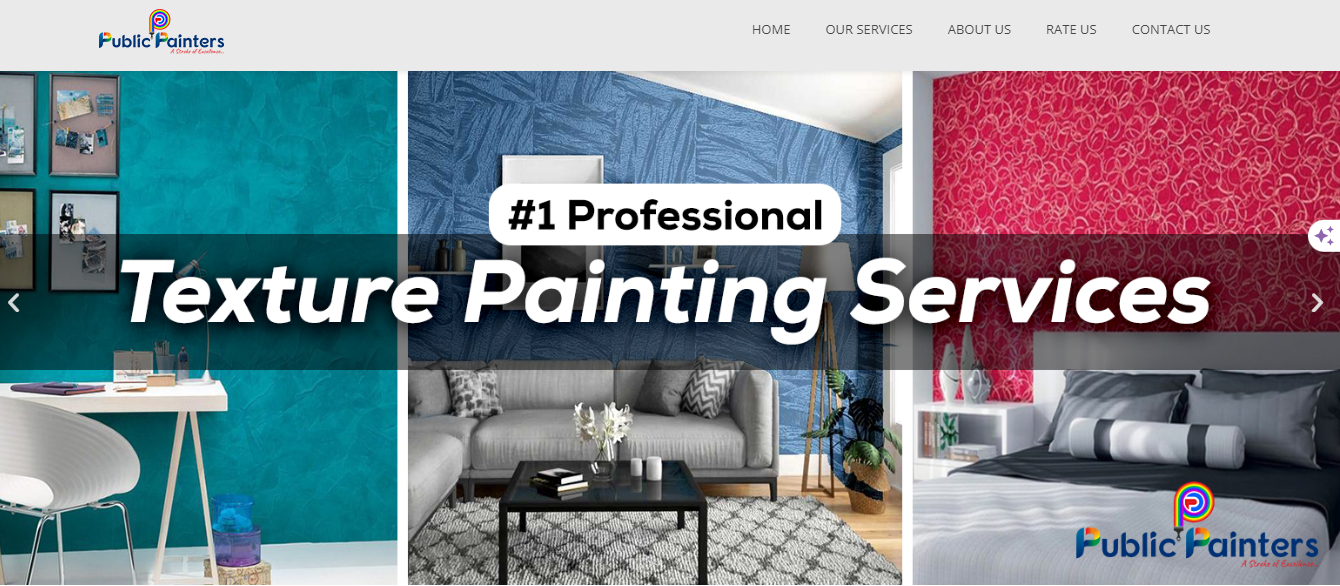 Public Painters
A Stroke of Excellence...
HOME OUR SERVICES ABOUT US RATE US CONTACT US
#1 Professional
Texture Painting Services
Public Painters
A Stroke of Excellence...